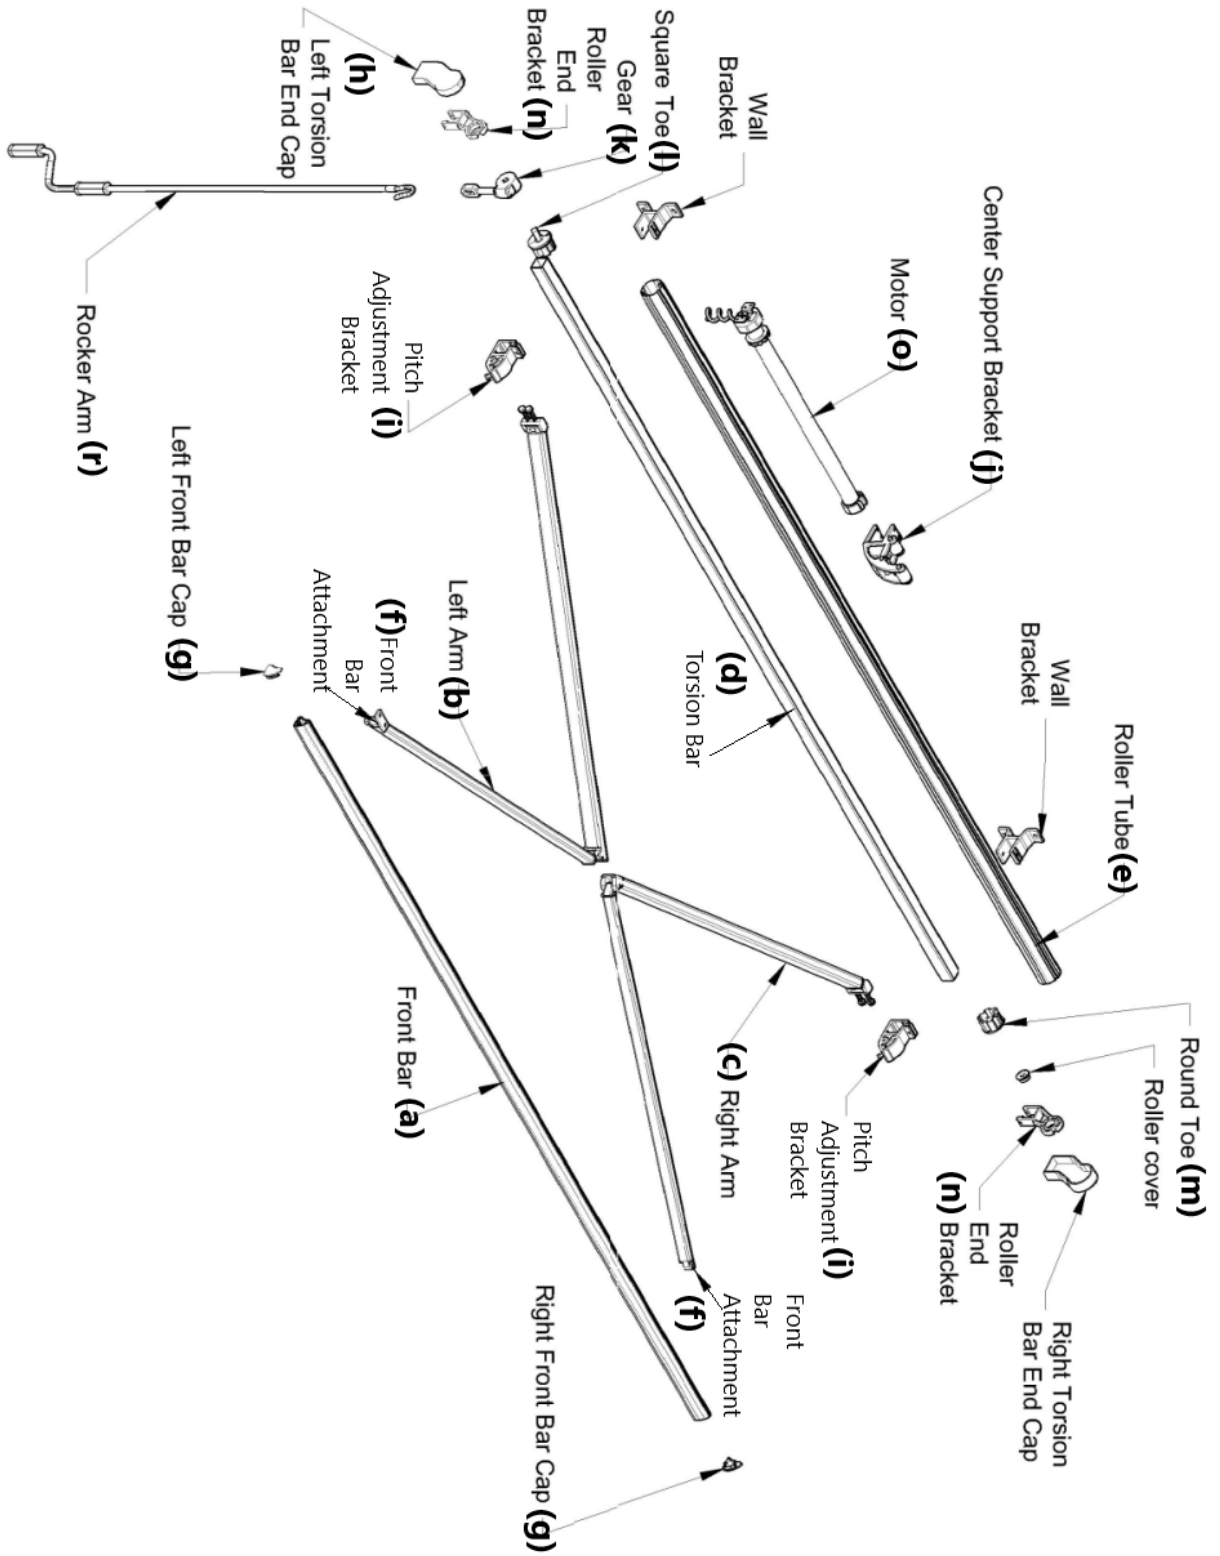 Right Torsion
Bar End Cap
Round Toe (m)
Roller cover
Roller
End
(n) Bracket
Roller Tube (e)
Wall
Bracket
Center Support Bracket (j)
Motor (o)
Wall
Bracket
Square Toe (l)
Gear (k)
Roller
End
Bracket (n)
(h)
Left Torsion
Bar End Cap
(d)
Torsion Bar
Pitch
Adjustment (i)
Bracket
(c) Right Arm
Front
Bar
Attachment
(f)
Right Front Bar Cap (g)
Pitch
Adjustment (i)
Bracket
Left Arm (b)
(f) Front
Bar
Attachment
Front Bar (a)
Left Front Bar Cap (g)
Rocker Arm (r)